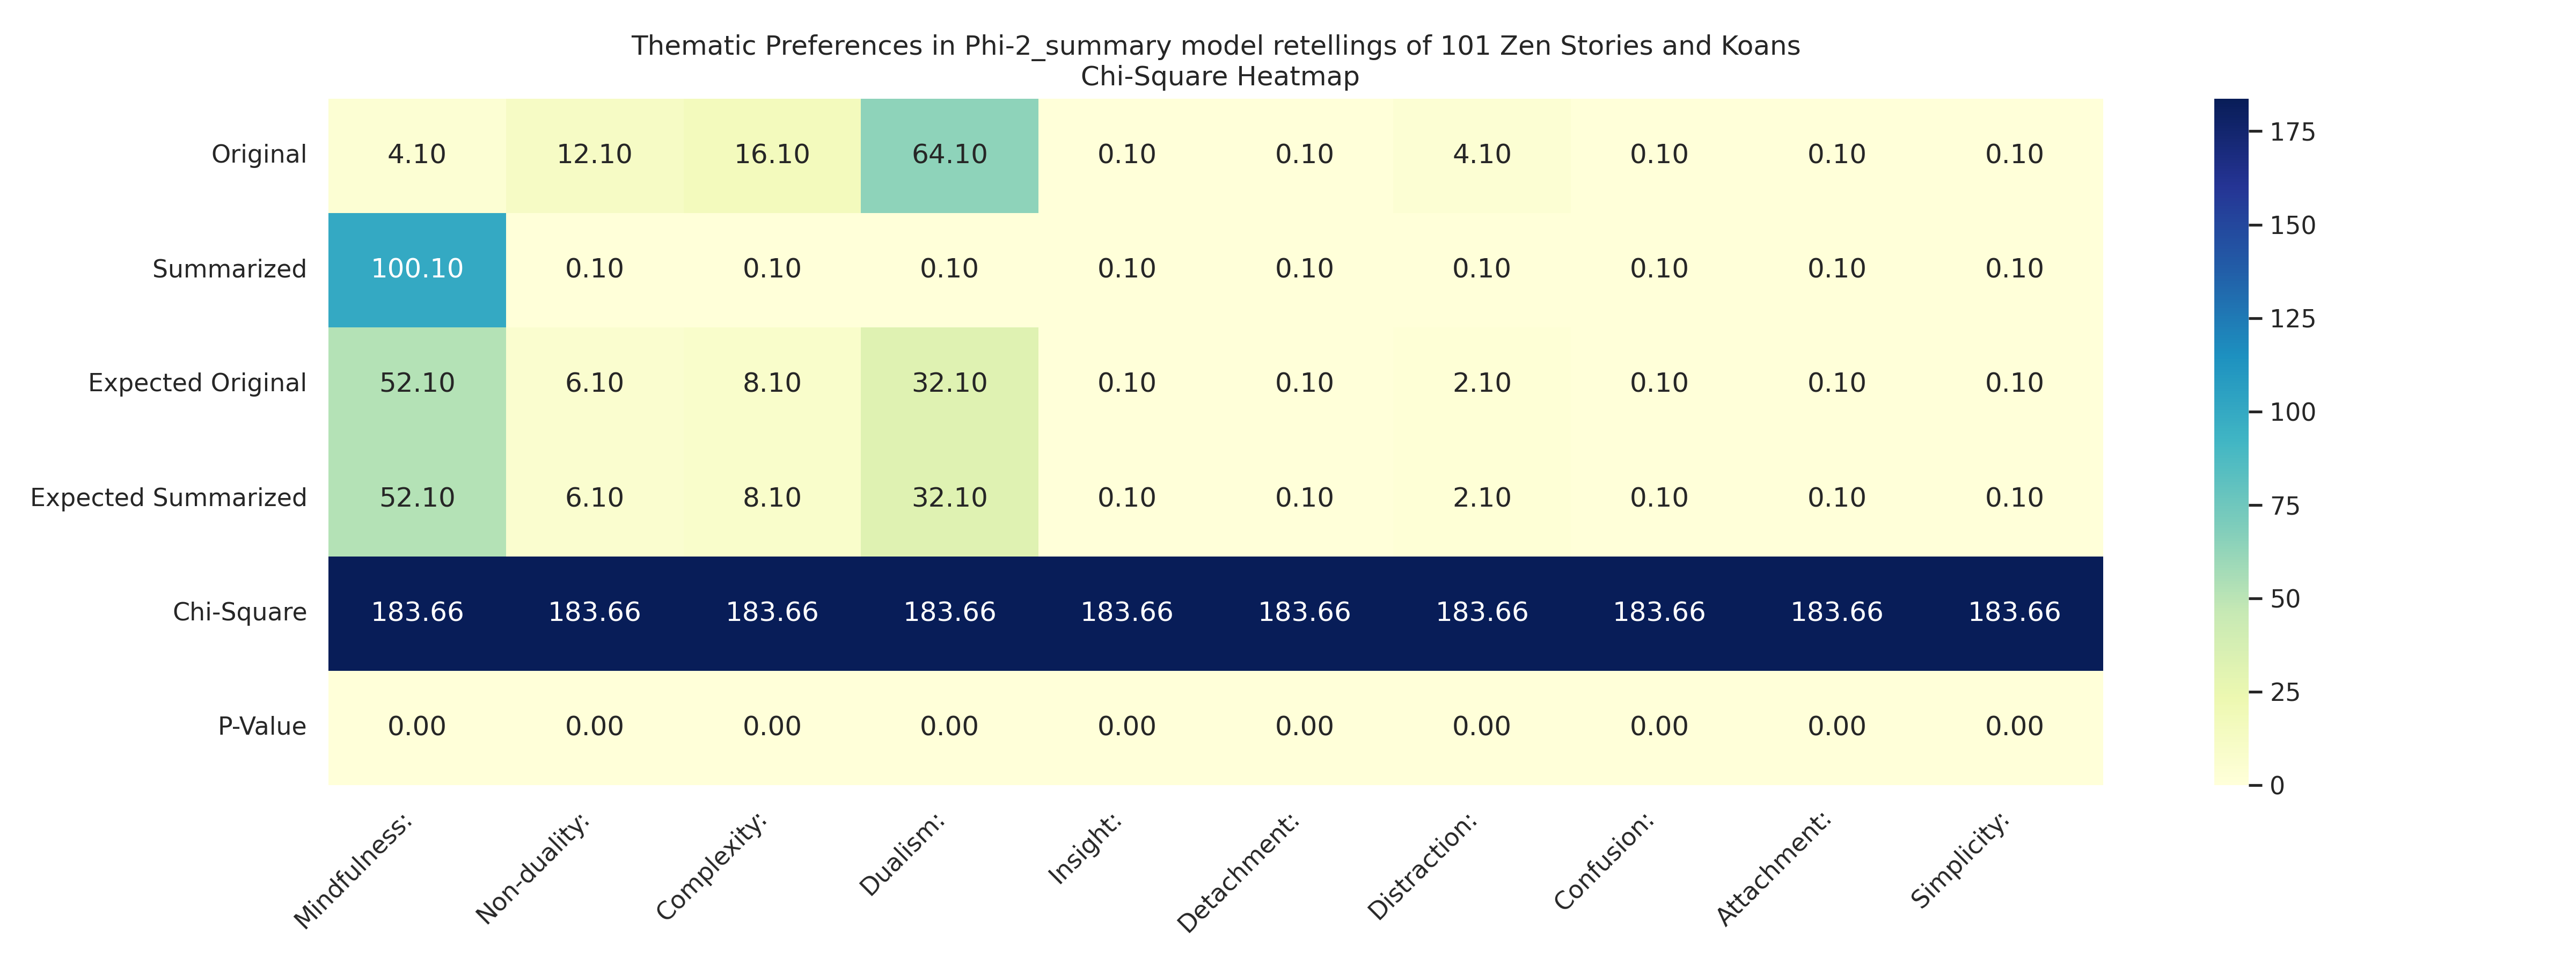 Thematic Preferences in Phi-2_summary model retellings of 101 Zen Stories and Koans
Chi-Square Heatmap
Original 4.10 12.10 16.10 64.10 0.10 0.10 4.10 0.10 0.10 0.10
Summarized 100.10 0.10 0.10 0.10 0.10 0.10 0.10 0.10 0.10 0.10
Expected Original 52.10 6.10 8.10 32.10 0.10 0.10 2.10 0.10 0.10 0.10
Expected Summarized 52.10 6.10 8.10 32.10 0.10 0.10 2.10 0.10 0.10 0.10
Chi-Square 183.66 183.66 183.66 183.66 183.66 183.66 183.66 183.66 183.66 183.66
P-Value 0.00 0.00 0.00 0.00 0.00 0.00 0.00 0.00 0.00 0.00
Mindfulness:
Non-duality:
Complexity:
Dualism:
Insight:
Detachment:
Distraction:
Confusion:
Attachment:
Simplicity:
175
150
125
100
75
50
25
0